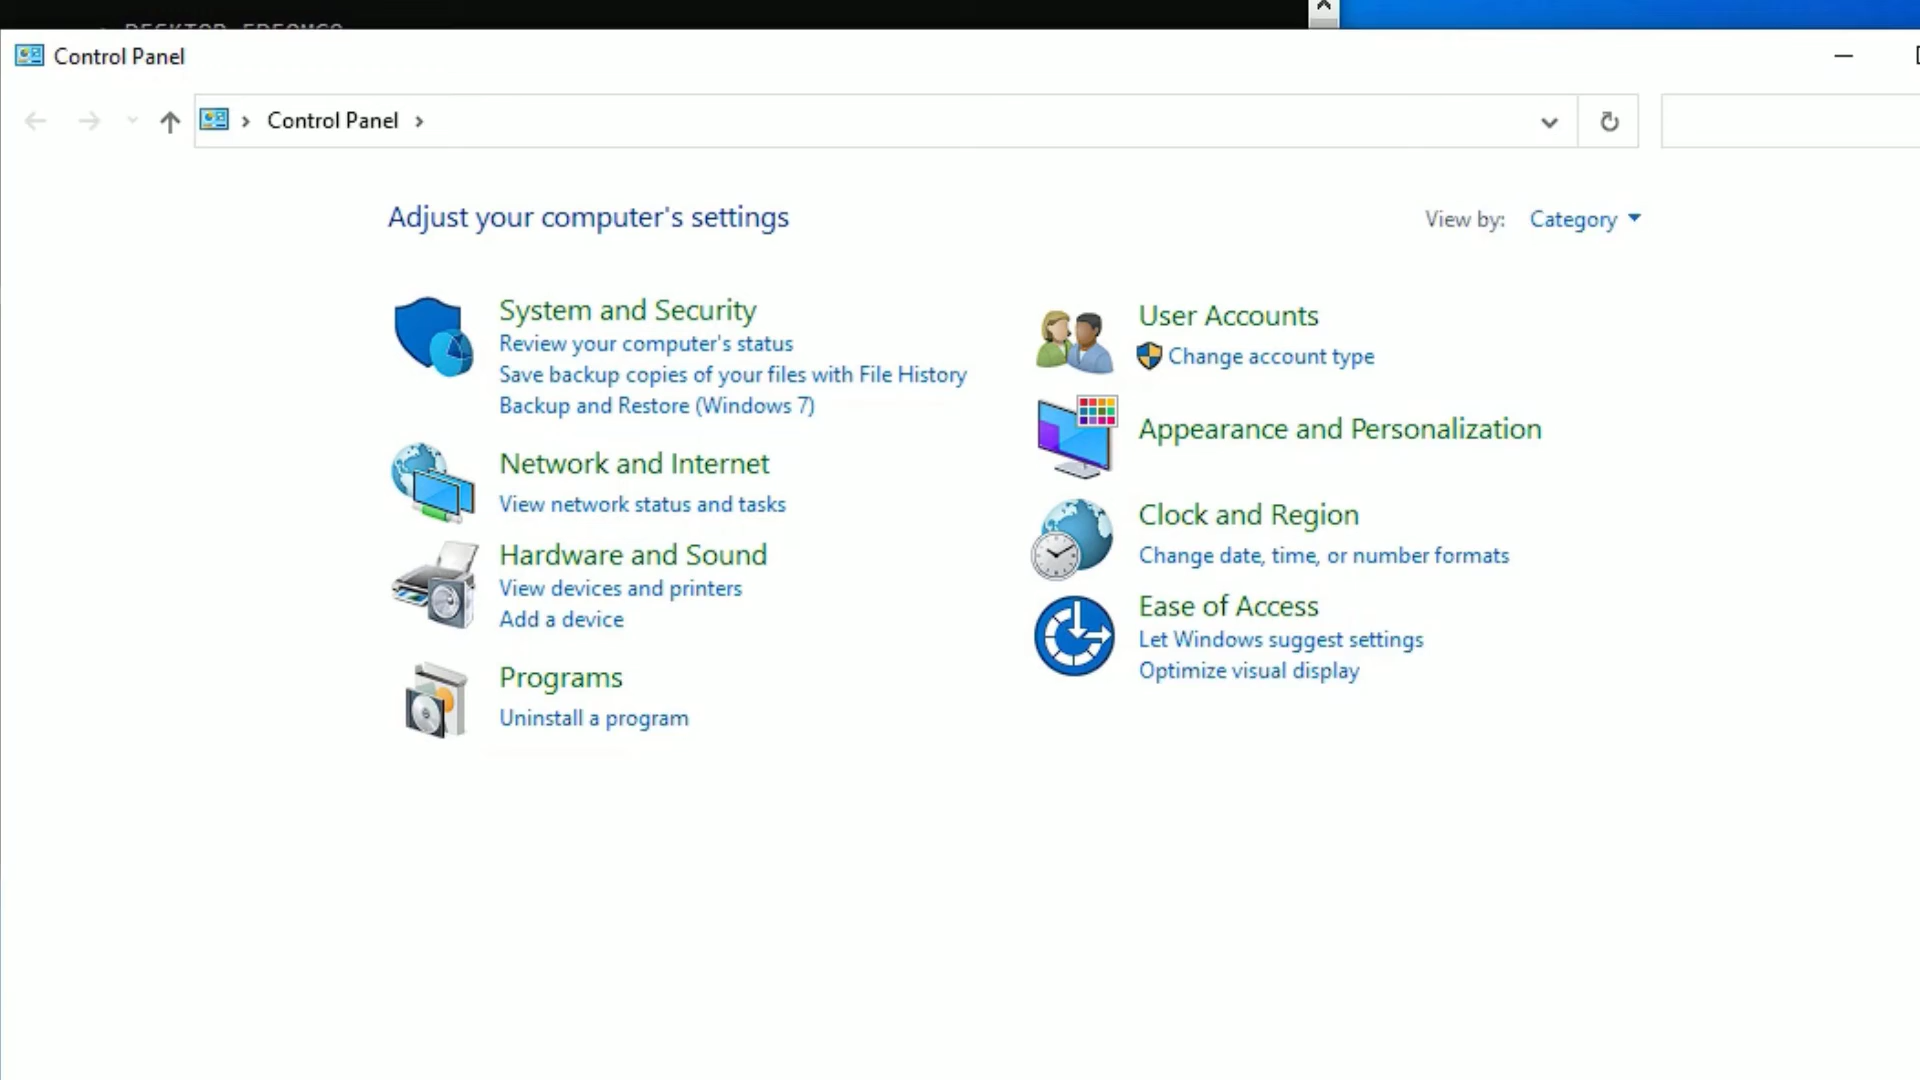 Control Panel
Control Panel
Adjust your computer's settings
View by: Category
System and Security
Review your computer's status
Save backup copies of your files with File History
Backup and Restore (Windows 7)
Network and Internet
View network status and tasks
Hardware and Sound
View devices and printers
Add a device
Programs
Uninstall a program
User Accounts
Change account type
Appearance and Personalization
Clock and Region
Change date, time, or number formats
Ease of Access
Let Windows suggest settings
Optimize visual display